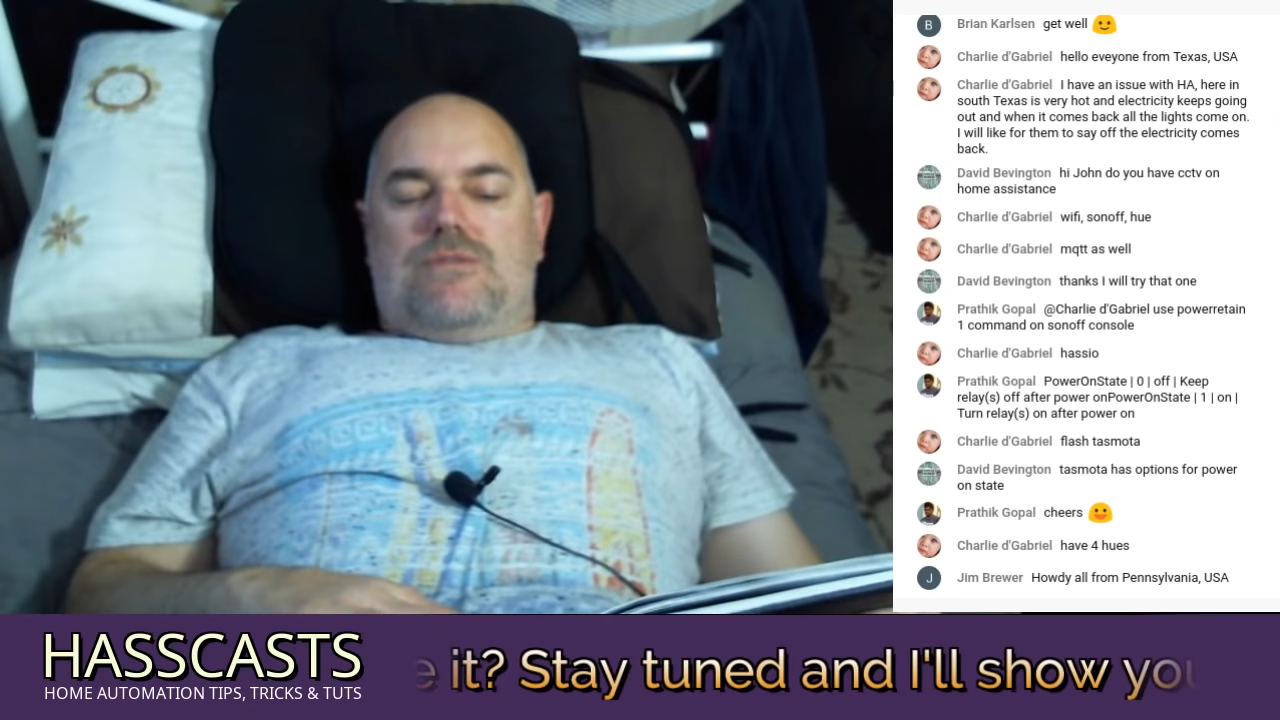 B Brian Karlsen get well
Charlie d'Gabriel hello eveyone from Texas, USA
Charlie d'Gabriel I have an issue with HA, here in
south Texas is very hot and electricity keeps going
out and when it comes back all the lights come on.
I will like for them to say off the electricity comes
back.
David Bevington hi John do you have cctv on
home assistance
Charlie d'Gabriel wifi, sonoff, hue
Charlie d'Gabriel mqtt as well
David Bevington thanks I will try that one
Prathik Gopal @Charlie d'Gabriel use powerretain
1 command on sonoff console
Charlie d'Gabriel hassio
Prathik Gopal PowerOnState | 0 | off | Keep
relay(s) off after power onPowerOnState | 1 | on |
Turn relay(s) on after power on
Charlie d'Gabriel flash tasmota
David Bevington tasmota has options for power
on state
Prathik Gopal cheers
Charlie d'Gabriel have 4 hues
J Jim Brewer Howdy all from Pennsylvania, USA
HASSCASTS
HOME AUTOMATION TIPS, TRICKS & TUTS
e it? Stay tuned and I'll show you